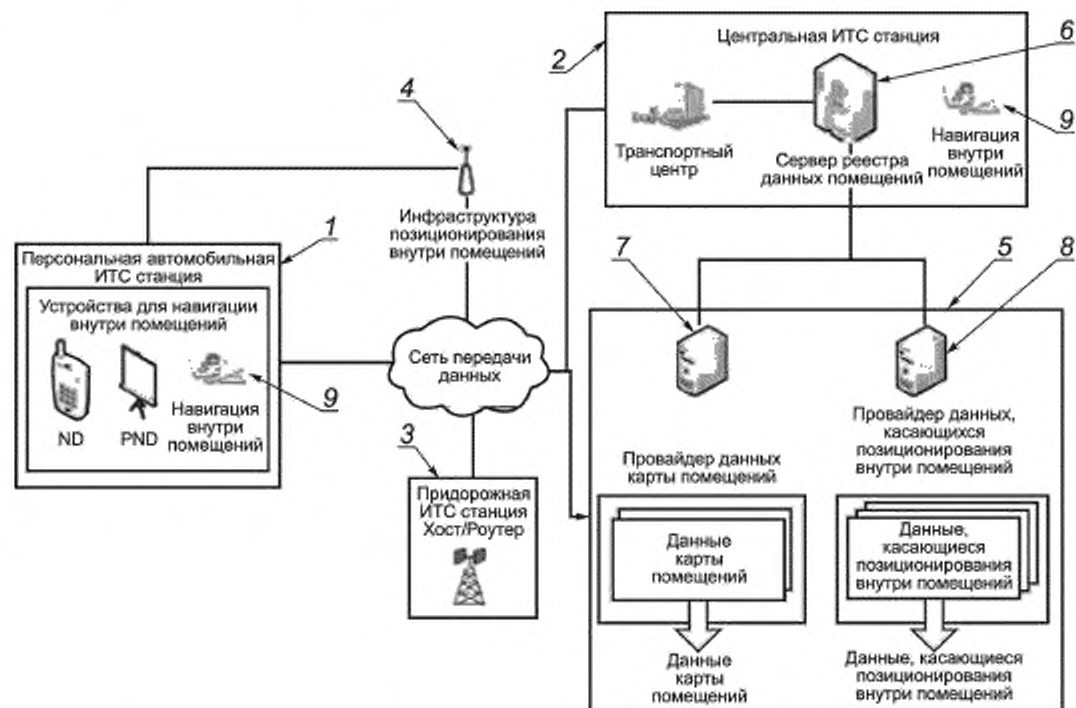 2
Центральная ИТС станция
6
Транспортный
центр
Сервер реестра
данных помещений
Навигация
внутри
помещений
9
4
Инфраструктура
позиционирования
внутри помещений
1
Персональная автомобильная
ИТС станция
Устройства для навигации
внутри помещений
ND
PND
Навигация
внутри
помещений
9
Сеть передачи
данных
3
Придорожная
ИТС станция
Хост/Роутер
7
5
8
Провайдер данных
карты помещений
Провайдер данных,
касающихся
позиционирования
внутри помещений
Данные
карты
помещений
Данные,
касающиеся
позиционирования
внутри помещений
Данные
карты
помещений
Данные, касающиеся
позиционирования
внутри помещений